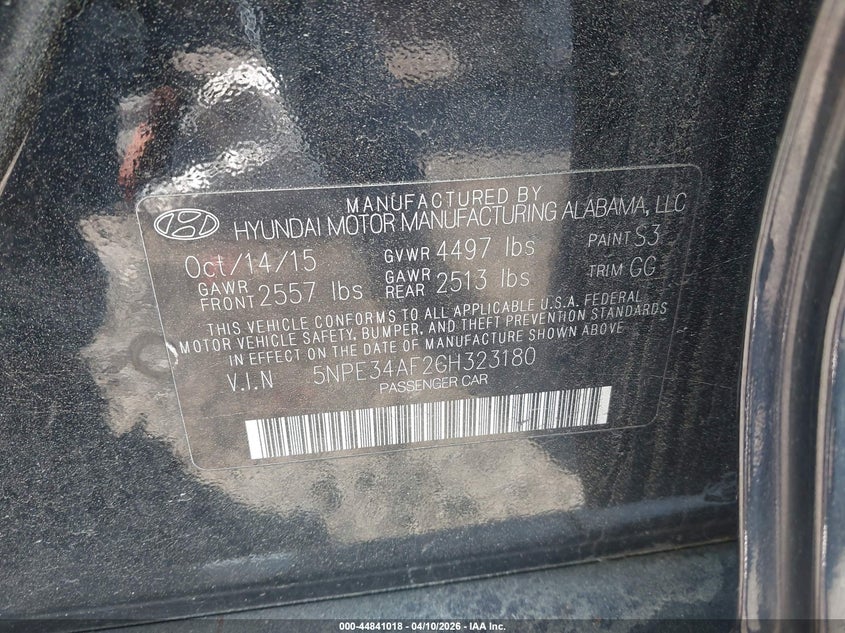 MANUFACTURED BY
HYUNDAI MOTOR MANUFACTURING ALABAMA, LLC
Oct/14/15 GVWR 4497 lbs PAINT S3
GAWR FRONT 2557 lbs GAWR REAR 2513 lbs TRIM GG
THIS VEHICLE CONFORMS TO ALL APPLICABLE U.S.A. FEDERAL
MOTOR VEHICLE SAFETY, BUMPER, AND THEFT PREVENTION STANDARDS
IN EFFECT ON THE DATE OF MANUFACTURE SHOWN ABOVE
V.I.N 5NPE34AF2GH323180
PASSENGER CAR
000-44841018 - 04/10/2026 - IAA Inc.